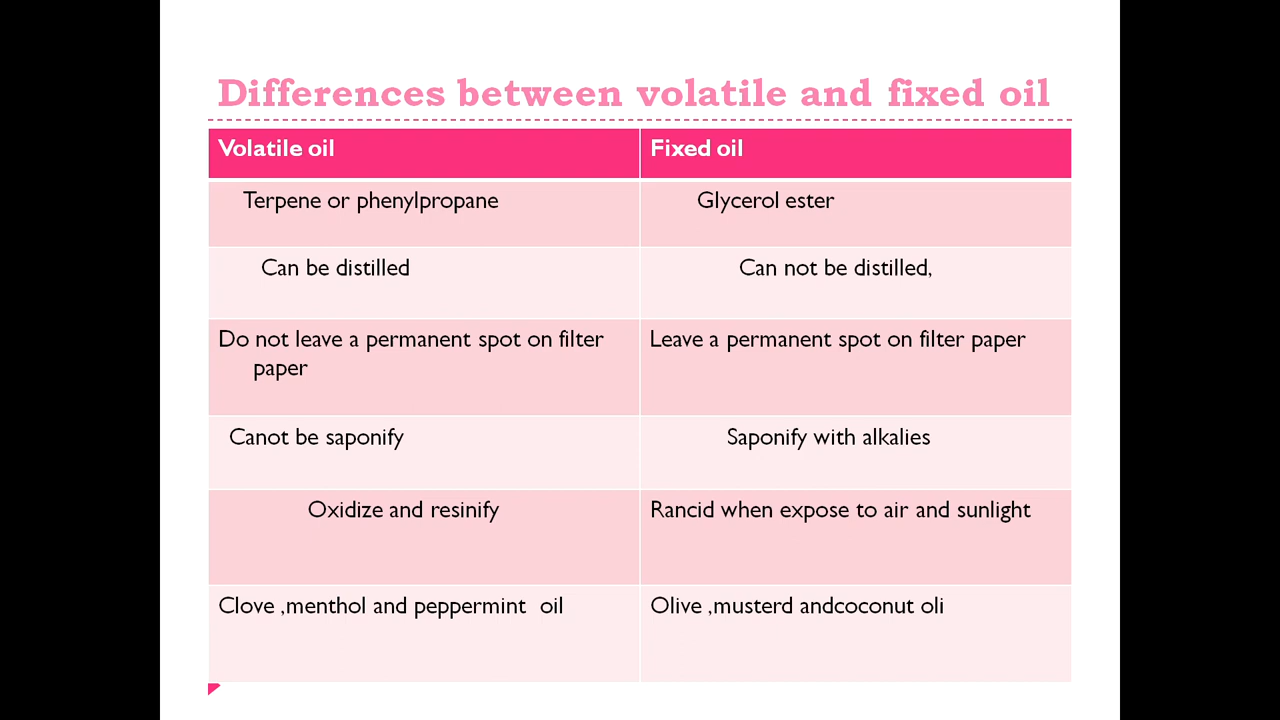 Differences between volatile and fixed oil
Volatile oil
Fixed oil
Terpene or phenylpropane
Glycerol ester
Can be distilled
Can not be distilled,
Do not leave a permanent spot on filter
paper
Leave a permanent spot on filter paper
Canot be saponify
Saponify with alkalies
Oxidize and resinify
Rancid when expose to air and sunlight
Clove ,menthol and peppermint  oil
Olive ,musterd andcoconut oli